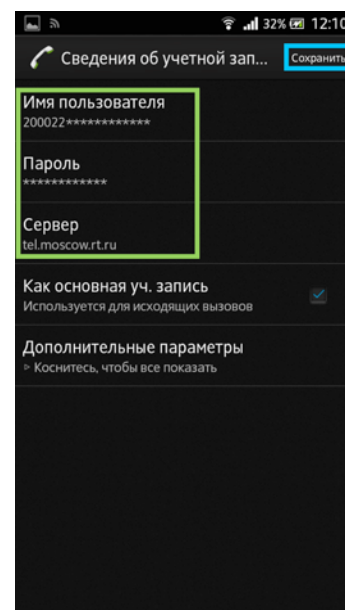 32% 12:10
Сведения об учетной зап... Сохранить
Имя пользователя
200022************
Пароль
************
Сервер
tel.moscow.rt.ru
Как основная уч. запись
Используется для исходящих вызовов
Дополнительные параметры
▹ Коснитесь, чтобы все показать